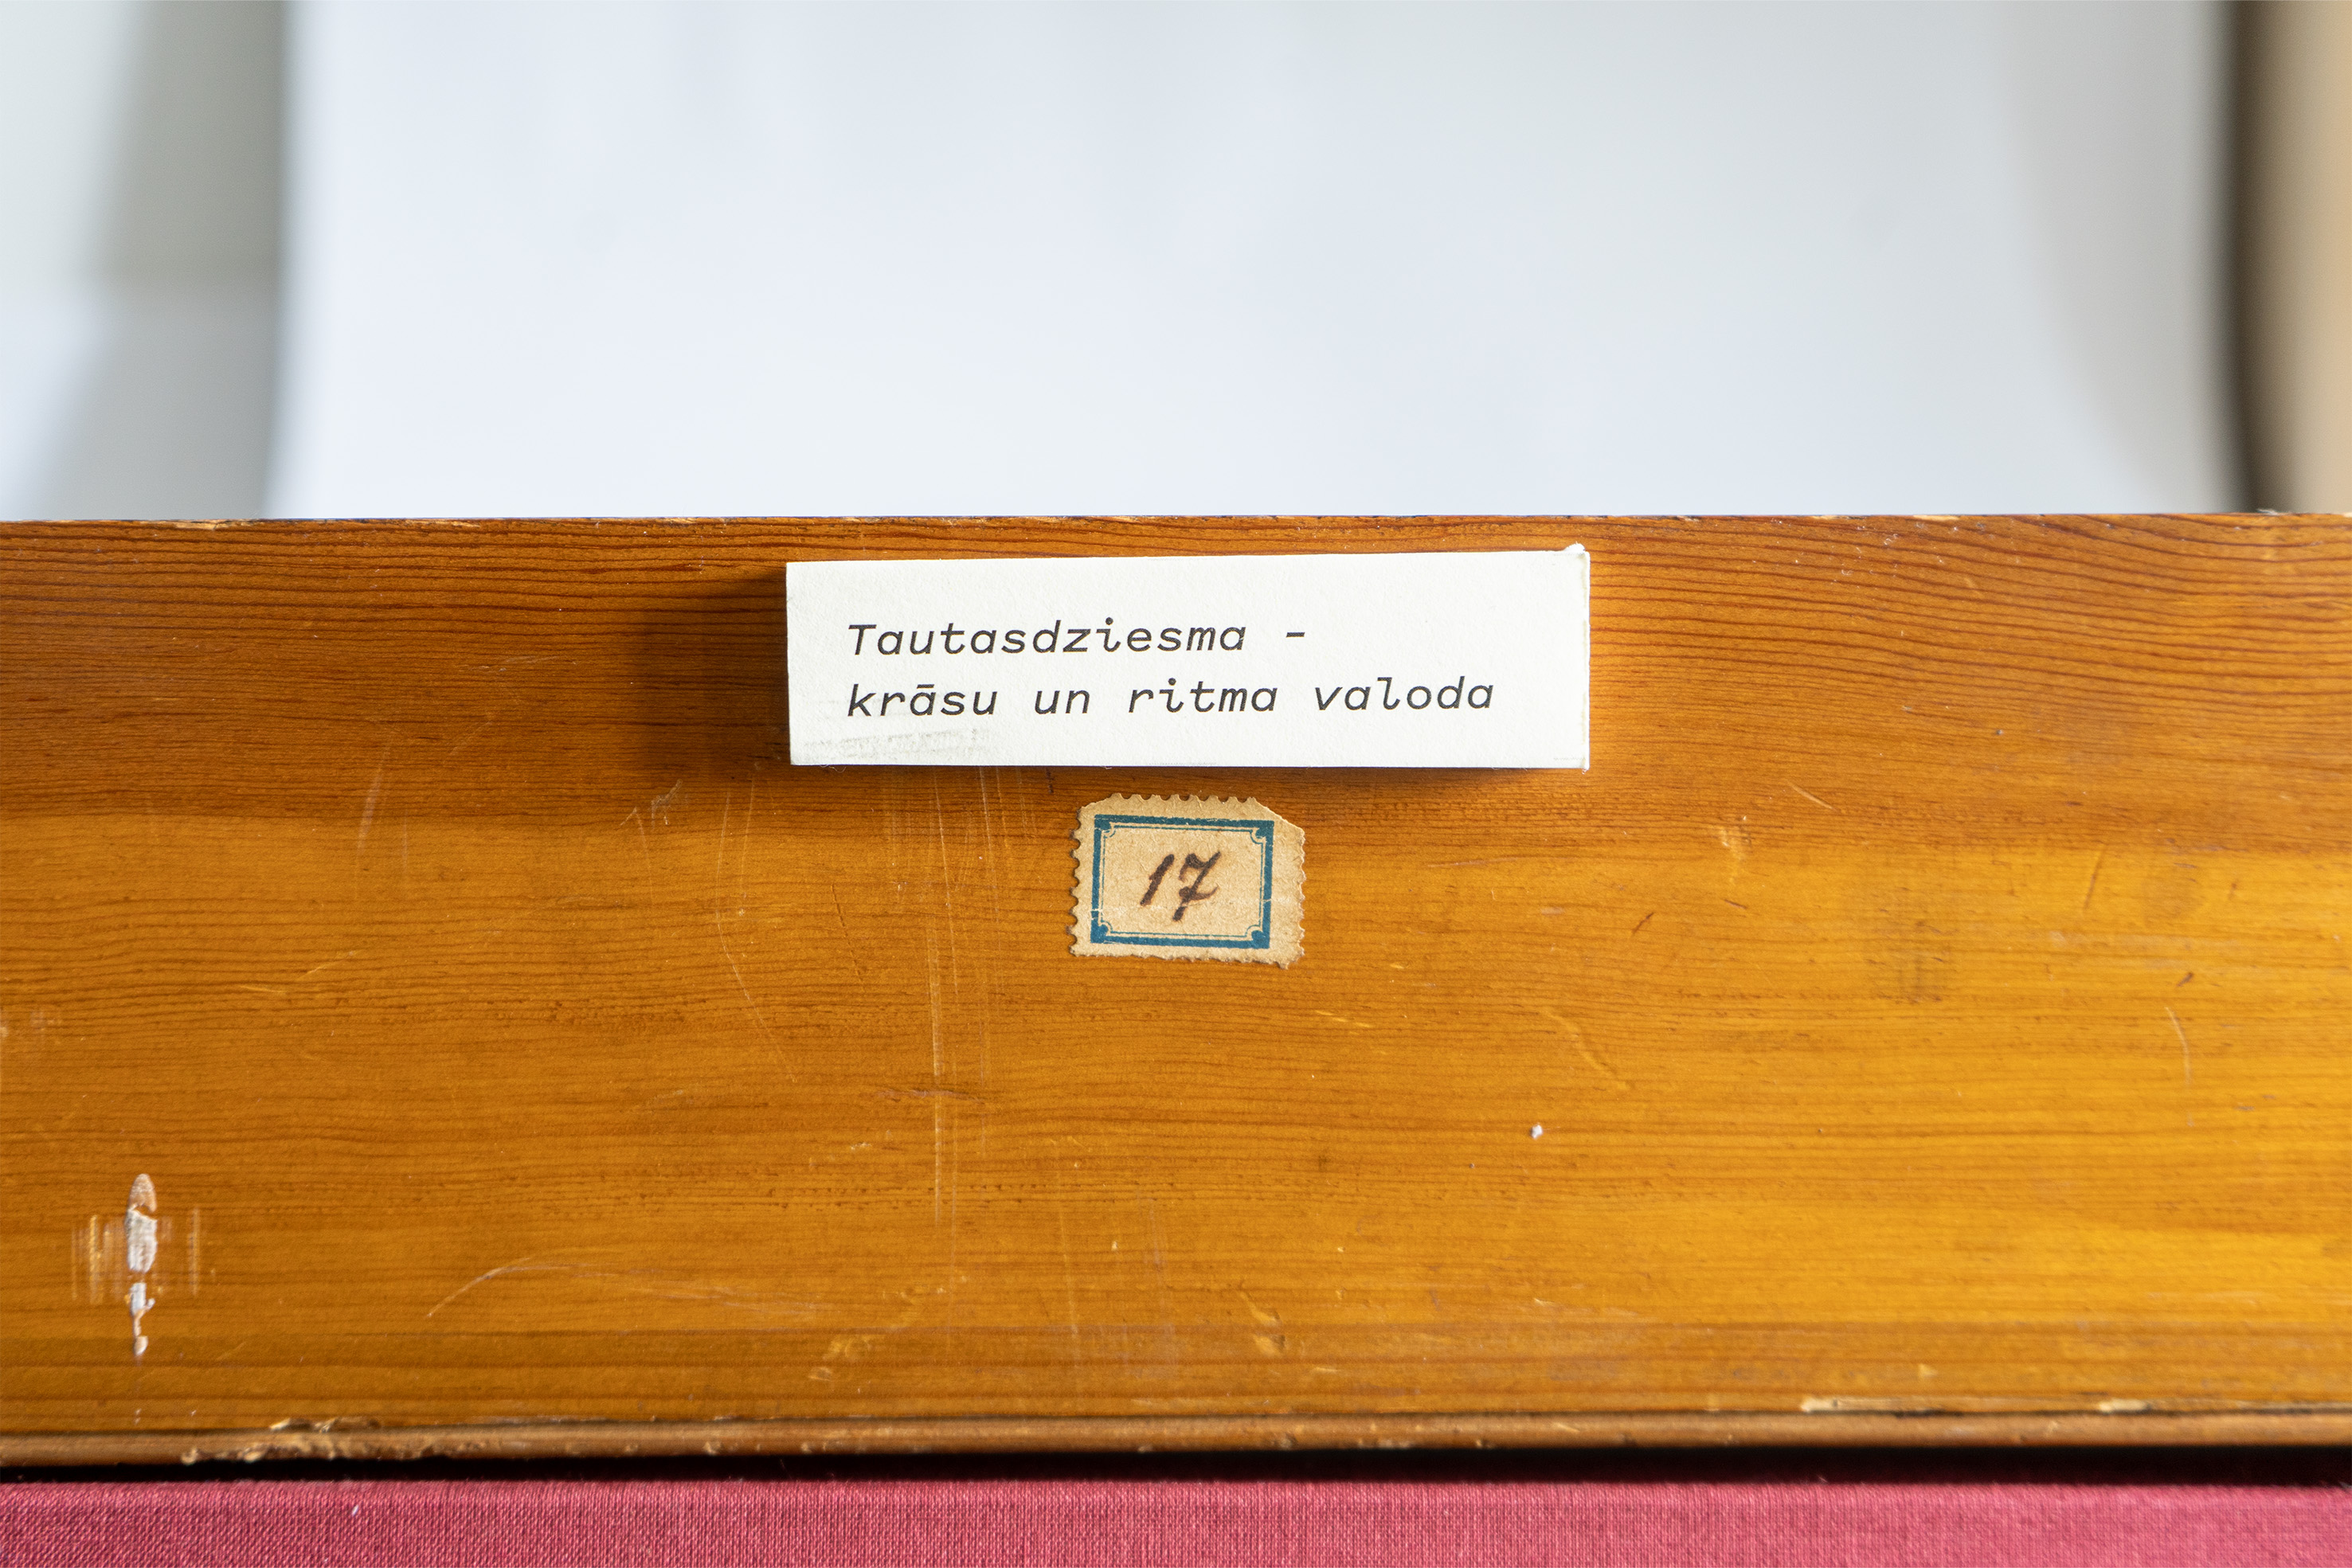 Tautasdziesma -
krāsu un ritma valoda
17